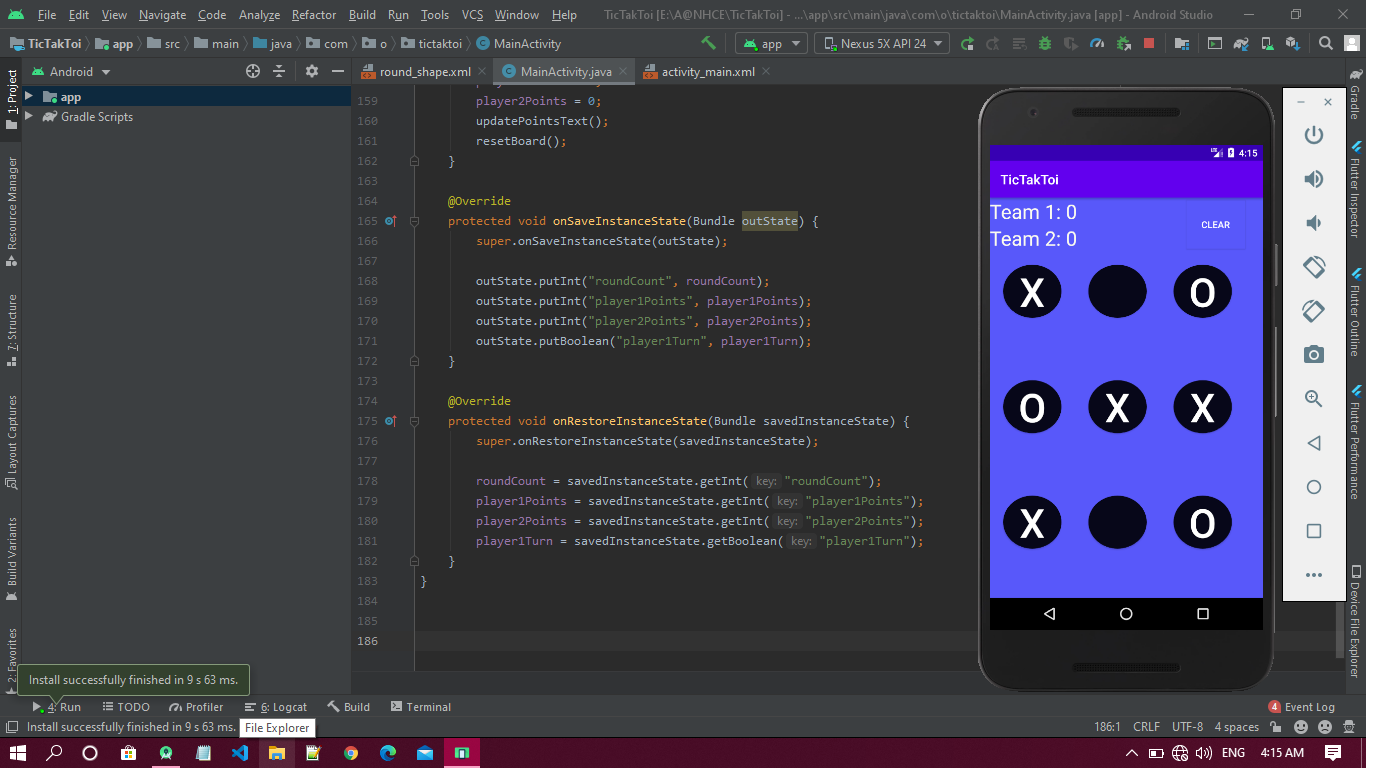 File Edit View Navigate Code Analyze Refactor Build Run Tools VCS Window Help TicTakToi [E:\A@NHCE\TicTakToi] - ...\app\src\main\java\com\o\tictaktoi\MainActivity.java [app] - Android Studio
TicTakToi app src main java com o tictaktoi MainActivity app Nexus 5X API 24
Android round_shape.xml MainActivity.java activity_main.xml
app
Gradle Scripts
1: Project
Resource Manager
7: Structure
Layout Captures
Build Variants
2: Favorites
159 player2Points = 0;
160 updatePointsText();
161 resetBoard();
162 }
163
164 @Override
165 protected void onSaveInstanceState(Bundle outState) {
166 super.onSaveInstanceState(outState);
167
168 outState.putInt("roundCount", roundCount);
169 outState.putInt("player1Points", player1Points);
170 outState.putInt("player2Points", player2Points);
171 outState.putBoolean("player1Turn", player1Turn);
172 }
173
174 @Override
175 protected void onRestoreInstanceState(Bundle savedInstanceState) {
176 super.onRestoreInstanceState(savedInstanceState);
177
178 roundCount = savedInstanceState.getInt( key: "roundCount");
179 player1Points = savedInstanceState.getInt( key: "player1Points");
180 player2Points = savedInstanceState.getInt( key: "player2Points");
181 player1Turn = savedInstanceState.getBoolean( key: "player1Turn");
182 }
183 }
184
185
186
LTE 4:15
TicTakToi
Team 1: 0
CLEAR
Team 2: 0
X O
O X X
X O
Gradle
Flutter Inspector
Flutter Outline
Flutter Performance
Device File Explorer
Install successfully finished in 9 s 63 ms.
4: Run TODO Profiler 6: Logcat Build Terminal 4 Event Log
Install successfully finished in 9 s 63 ms. 186:1 CRLF UTF-8 4 spaces
File Explorer
ENG 4:15 AM